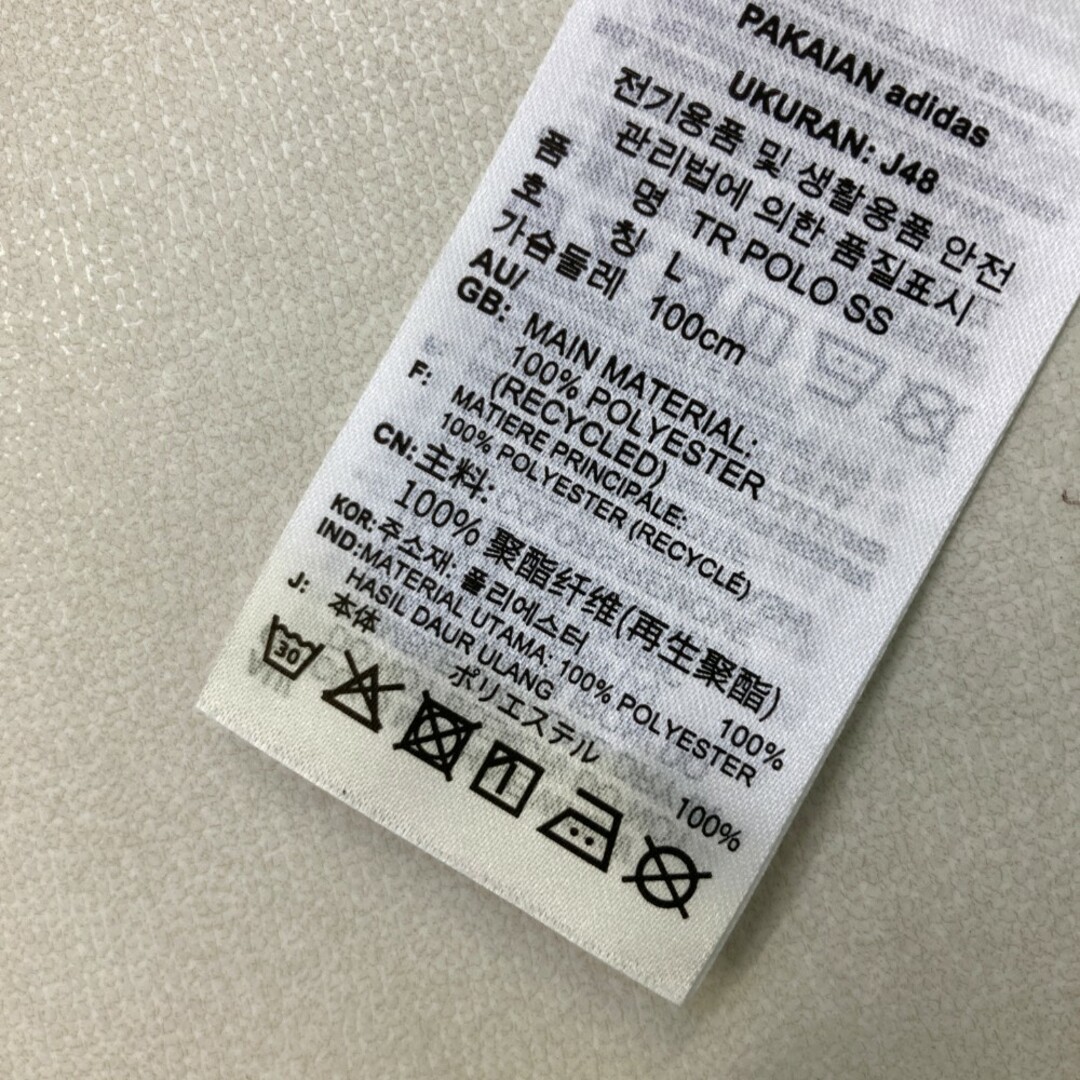 PAKAIAN adidas
UKURAN: J48
전기용품 및 생활용품 안전
관리법에 의한 품질표시
품 명 TR POLO SS
호 칭 L
가슴둘레 100cm
AU/
GB: MAIN MATERIAL:
100% POLYESTER
(RECYCLED)
F: MATIERE PRINCIPALE:
100% POLYESTER (RECYCLÉ)
CN: 主料:
100% 聚酯纤维(再生聚酯)
KOR: 주소재: 폴리에스터 100%
IND: MATERIAL UTAMA: 100% POLYESTER
HASIL DAUR ULANG
J: 本体
ポリエステル 100%
30